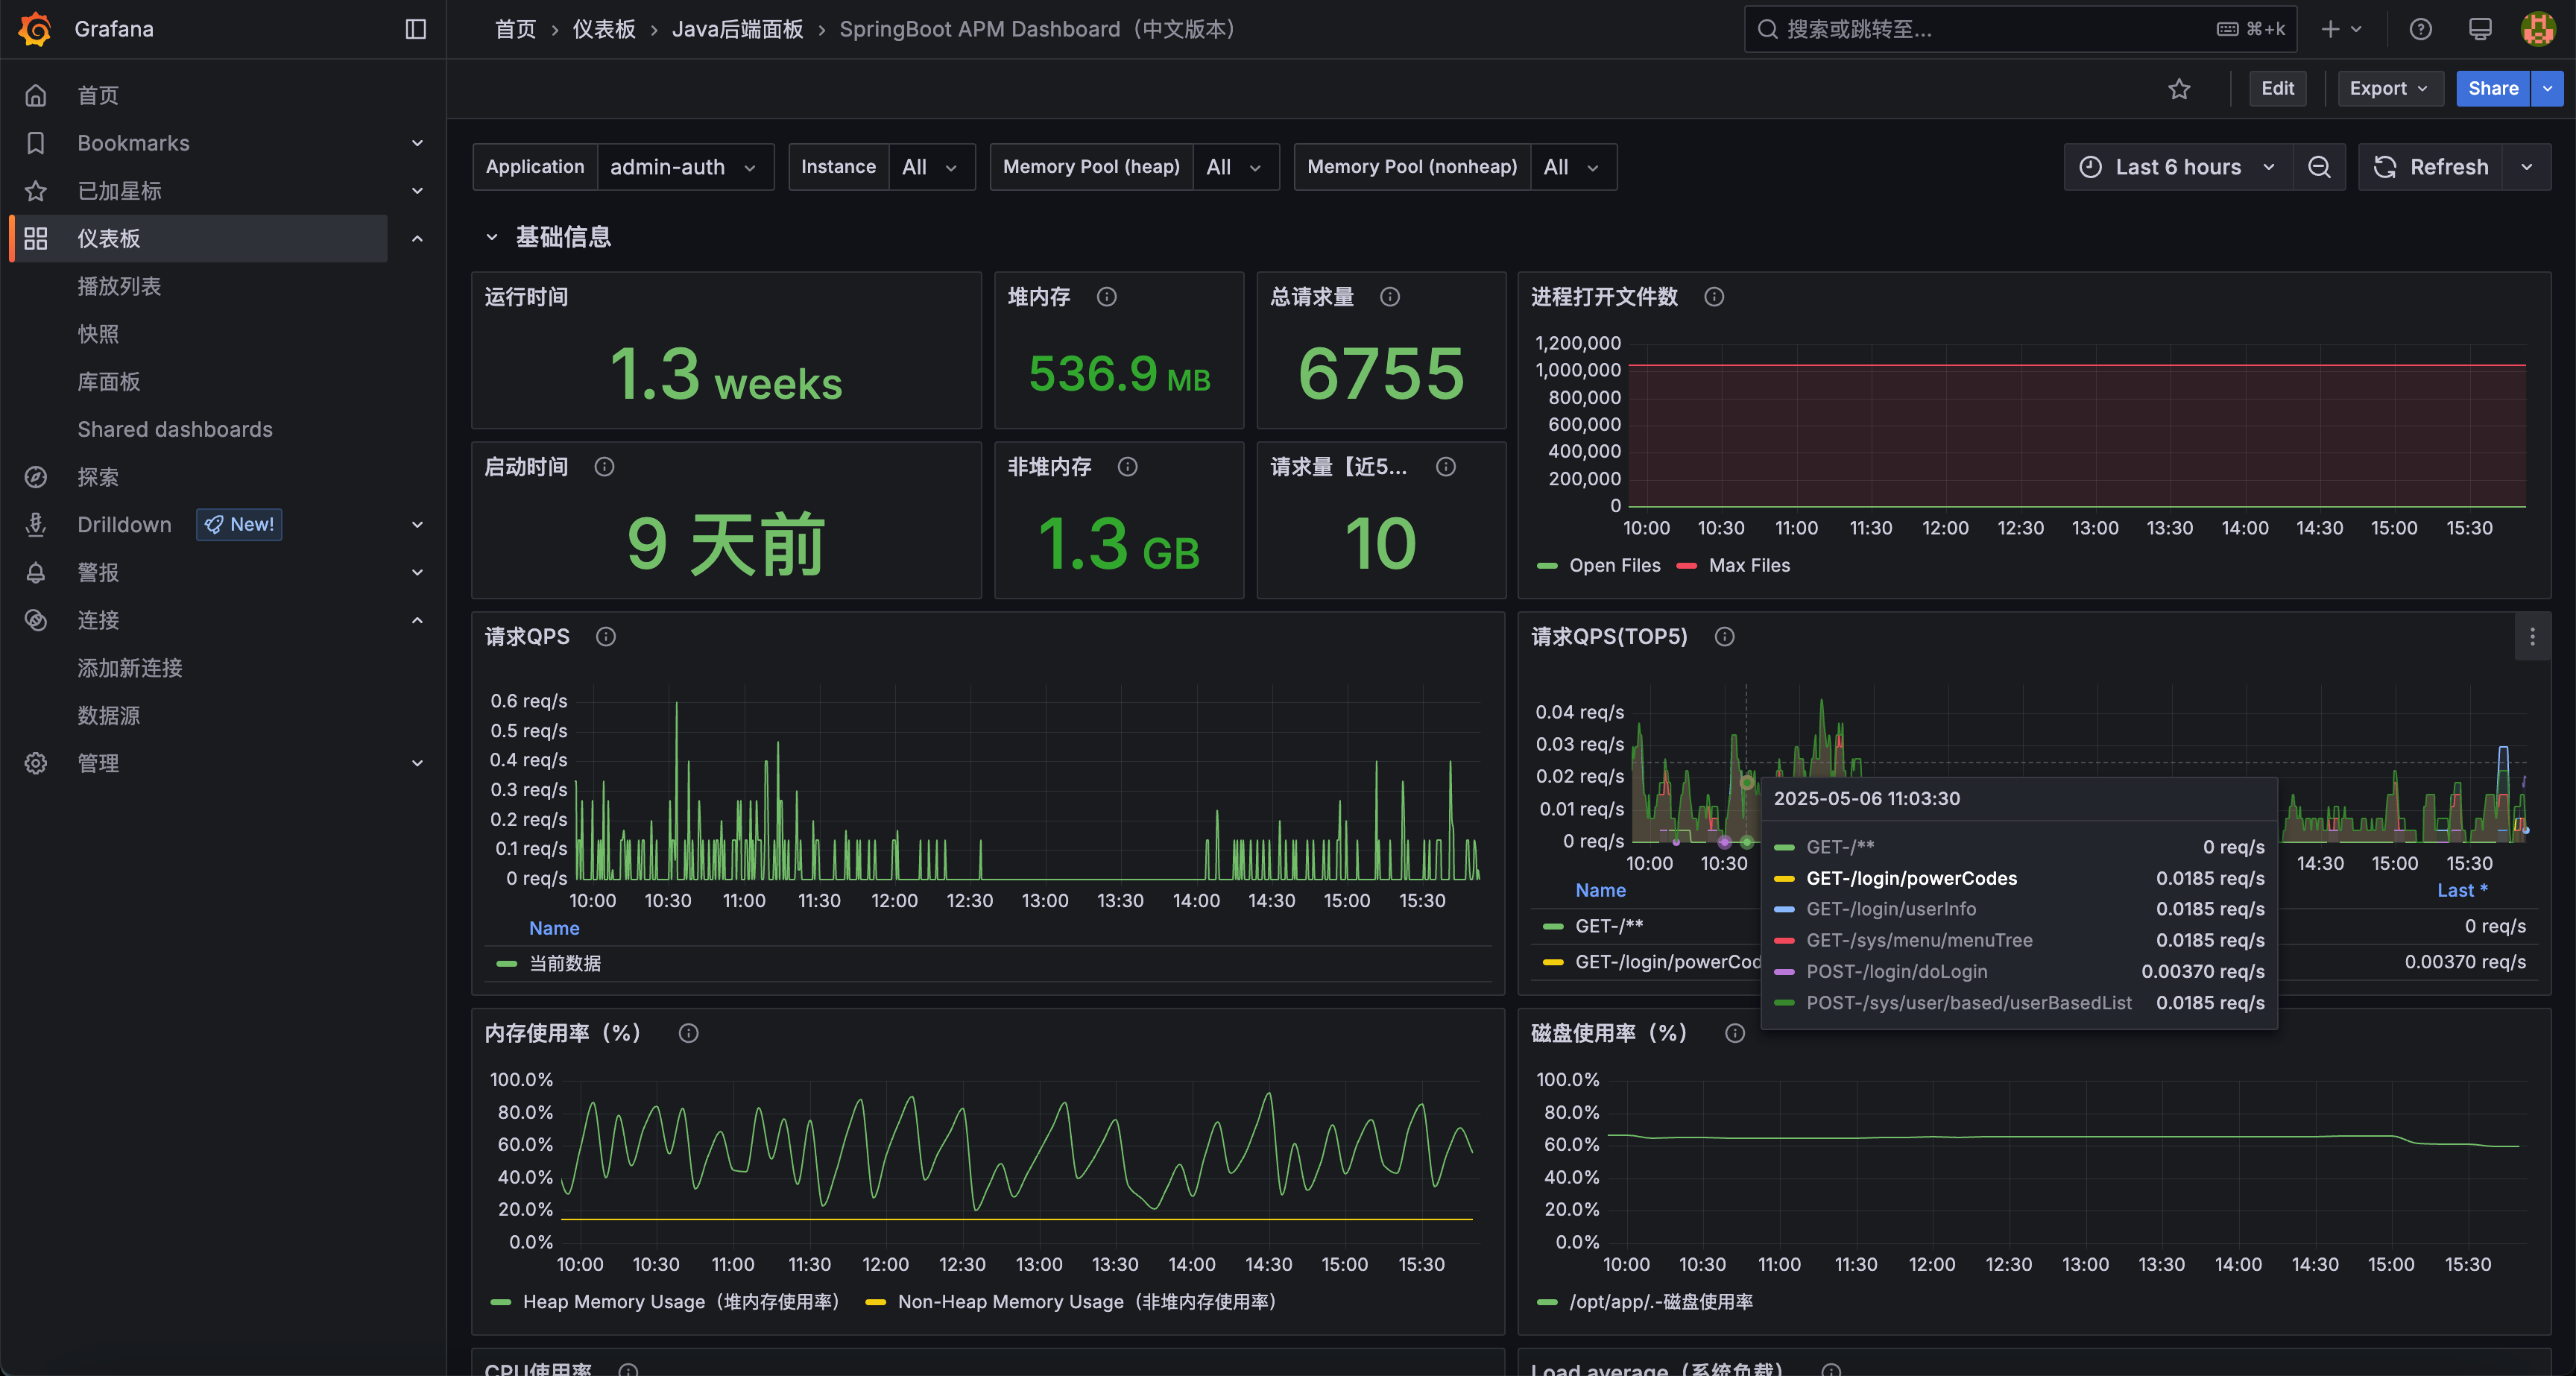 Grafana
首页 › 仪表板 › Java后端面板 › SpringBoot APM Dashboard（中文版本）
搜索或跳转至... ⌘+k
Edit Export Share
首页
Bookmarks
已加星标
仪表板
播放列表
快照
库面板
Shared dashboards
探索
Drilldown New!
警报
连接
添加新连接
数据源
管理
Application admin-auth Instance All Memory Pool (heap) All Memory Pool (nonheap) All Last 6 hours Refresh
基础信息
运行时间
1.3 weeks
堆内存
536.9 MB
总请求量
6755
启动时间
9 天前
非堆内存
1.3 GB
请求量【近5...
10
进程打开文件数
1,200,000
1,000,000
800,000
600,000
400,000
200,000
0
10:00 10:30 11:00 11:30 12:00 12:30 13:00 13:30 14:00 14:30 15:00 15:30
Open Files Max Files
请求QPS
0.6 req/s
0.5 req/s
0.4 req/s
0.3 req/s
0.2 req/s
0.1 req/s
0 req/s
10:00 10:30 11:00 11:30 12:00 12:30 13:00 13:30 14:00 14:30 15:00 15:30
Name
当前数据
请求QPS(TOP5)
0.04 req/s
0.03 req/s
0.02 req/s
0.01 req/s
0 req/s
10:00 10:30 14:30 15:00 15:30
Name Last *
GET-/** 0 req/s
GET-/login/powerCod 0.00370 req/s
2025-05-06 11:03:30
GET-/** 0 req/s
GET-/login/powerCodes 0.0185 req/s
GET-/login/userInfo 0.0185 req/s
GET-/sys/menu/menuTree 0.0185 req/s
POST-/login/doLogin 0.00370 req/s
POST-/sys/user/based/userBasedList 0.0185 req/s
内存使用率（%）
100.0%
80.0%
60.0%
40.0%
20.0%
0.0%
10:00 10:30 11:00 11:30 12:00 12:30 13:00 13:30 14:00 14:30 15:00 15:30
Heap Memory Usage（堆内存使用率） Non-Heap Memory Usage（非堆内存使用率）
磁盘使用率（%）
100.0%
80.0%
60.0%
40.0%
20.0%
0.0%
10:00 10:30 11:00 11:30 12:00 12:30 13:00 13:30 14:00 14:30 15:00 15:30
/opt/app/.-磁盘使用率
CPU使用率
Load average（系统负载）